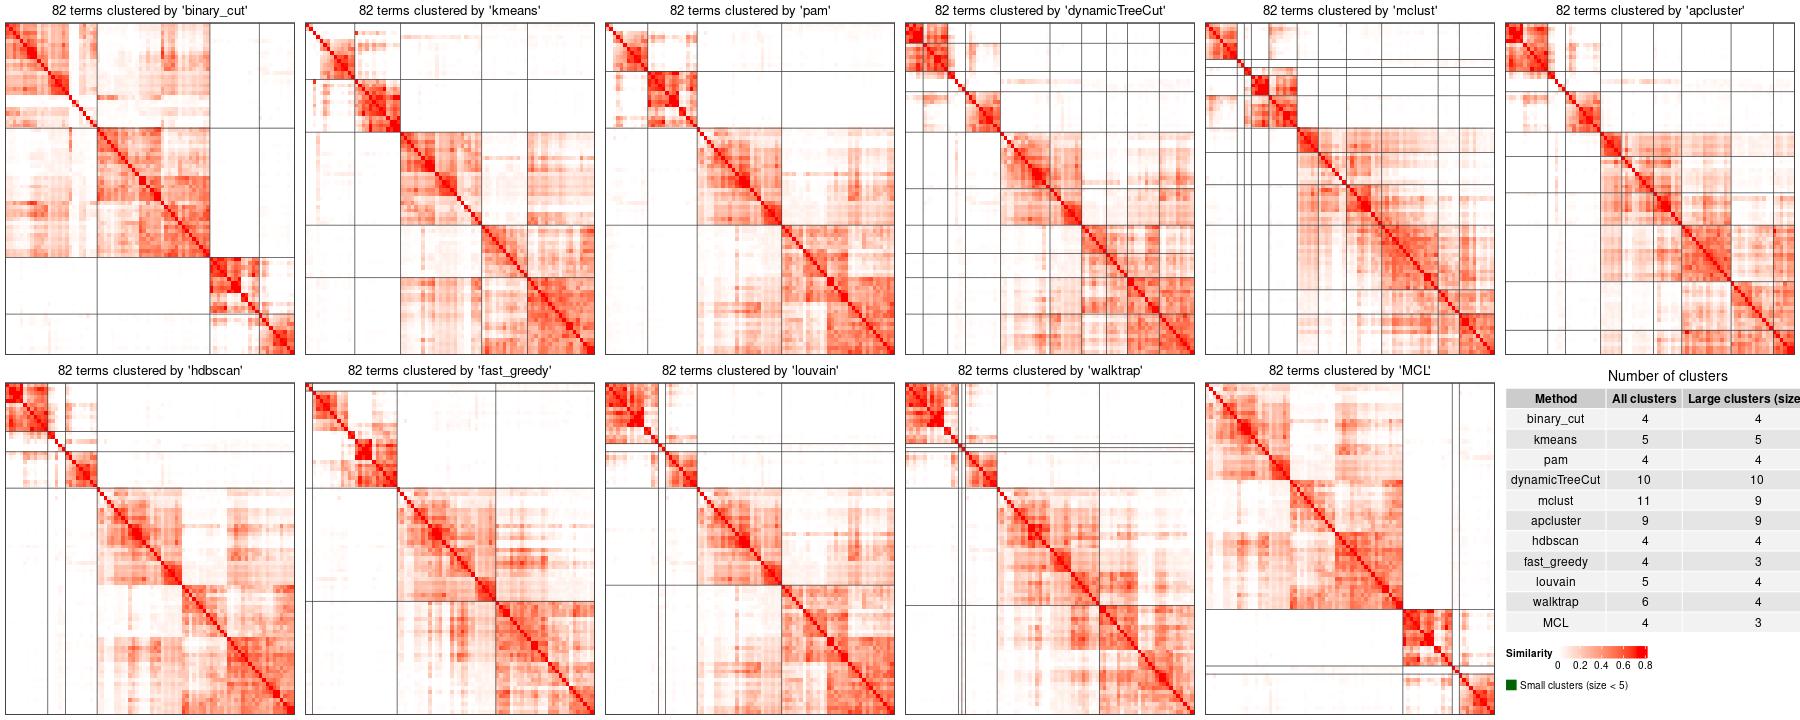 82 terms clustered by 'binary_cut'
82 terms clustered by 'kmeans'
82 terms clustered by 'pam'
82 terms clustered by 'dynamicTreeCut'
82 terms clustered by 'mclust'
82 terms clustered by 'apcluster'
82 terms clustered by 'hdbscan'
82 terms clustered by 'fast_greedy'
82 terms clustered by 'louvain'
82 terms clustered by 'walktrap'
82 terms clustered by 'MCL'
Number of clusters
Method All clusters Large clusters (size
binary_cut 4 4
kmeans 5 5
pam 4 4
dynamicTreeCut 10 10
mclust 11 9
apcluster 9 9
hdbscan 4 4
fast_greedy 4 3
louvain 5 4
walktrap 6 4
MCL 4 3
Similarity
0 0.2 0.4 0.6 0.8
Small clusters (size < 5)